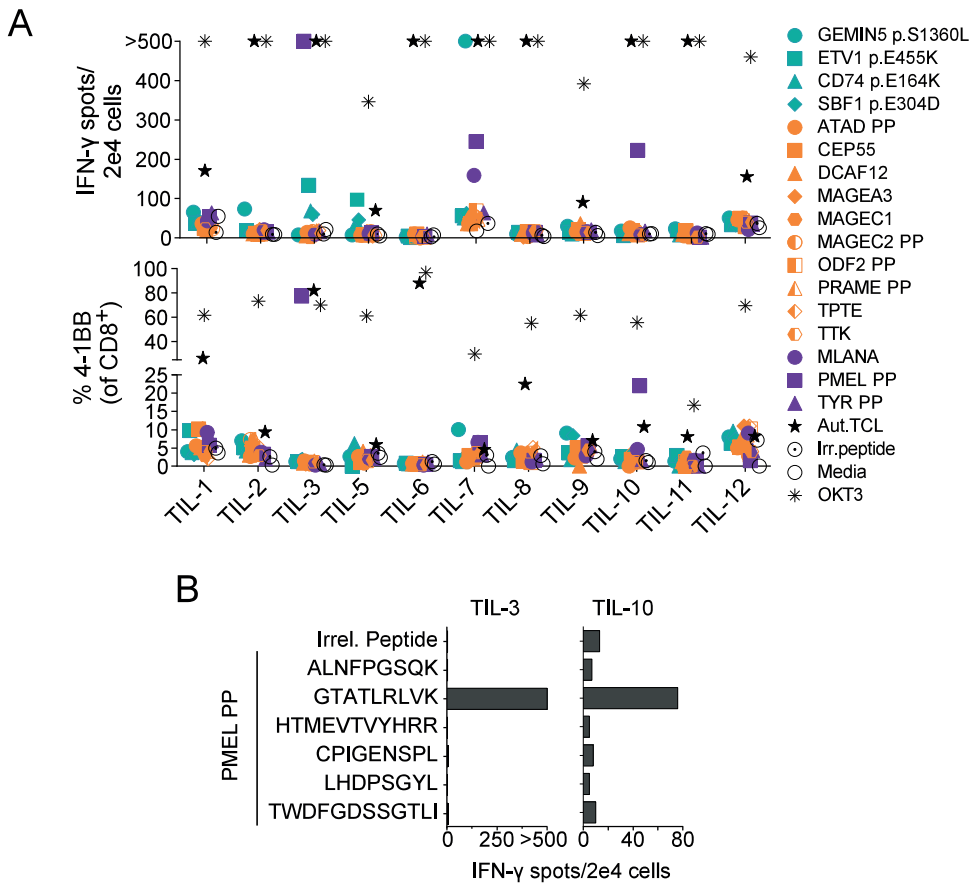 A
IFN-γ spots/
2e4 cells
>500
400
300
200
100
0
% 4-1BB
(of CD8⁺)
100
80
60
40
25
20
15
10
5
0
TIL-1
TIL-2
TIL-3
TIL-5
TIL-6
TIL-7
TIL-8
TIL-9
TIL-10
TIL-11
TIL-12
GEMIN5 p.S1360L
ETV1 p.E455K
CD74 p.E164K
SBF1 p.E304D
ATAD PP
CEP55
DCAF12
MAGEA3
MAGEC1
MAGEC2 PP
ODF2 PP
PRAME PP
TPTE
TTK
MLANA
PMEL PP
TYR PP
Aut.TCL
Irr.peptide
Media
OKT3
B
TIL-3 TIL-10
PMEL PP
Irrel. Peptide
ALNFPGSQK
GTATLRLVK
HTMEVTVYHRR
CPIGENSPL
LHDPSGYL
TWDFGDSSGTLI
0 250 >500 0 40 80
IFN-γ spots/2e4 cells